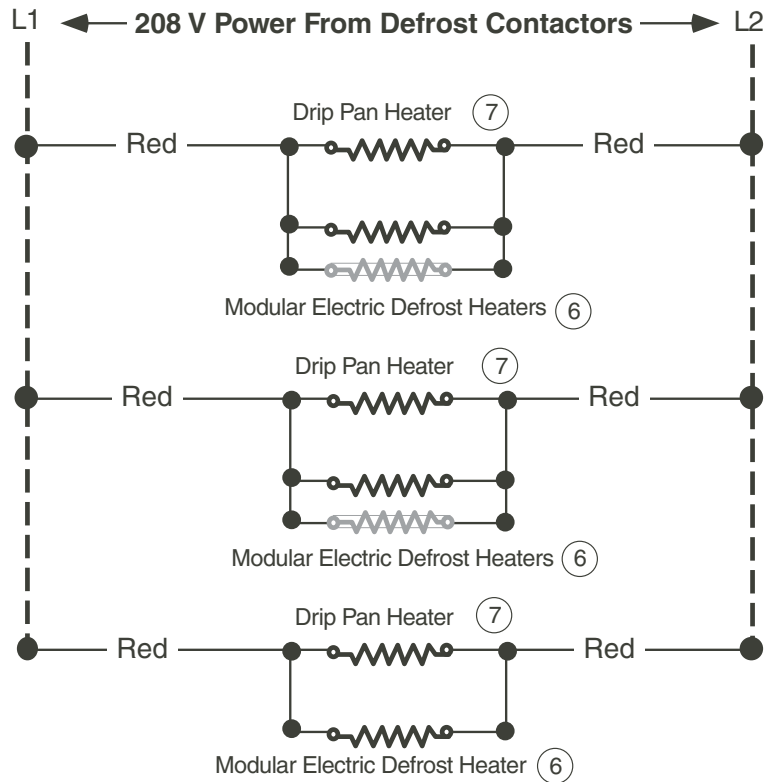 L1 208 V Power From Defrost Contactors L2
Drip Pan Heater 7
Red Red
Modular Electric Defrost Heaters 6
Drip Pan Heater 7
Red Red
Modular Electric Defrost Heaters 6
Drip Pan Heater 7
Red Red
Modular Electric Defrost Heater 6